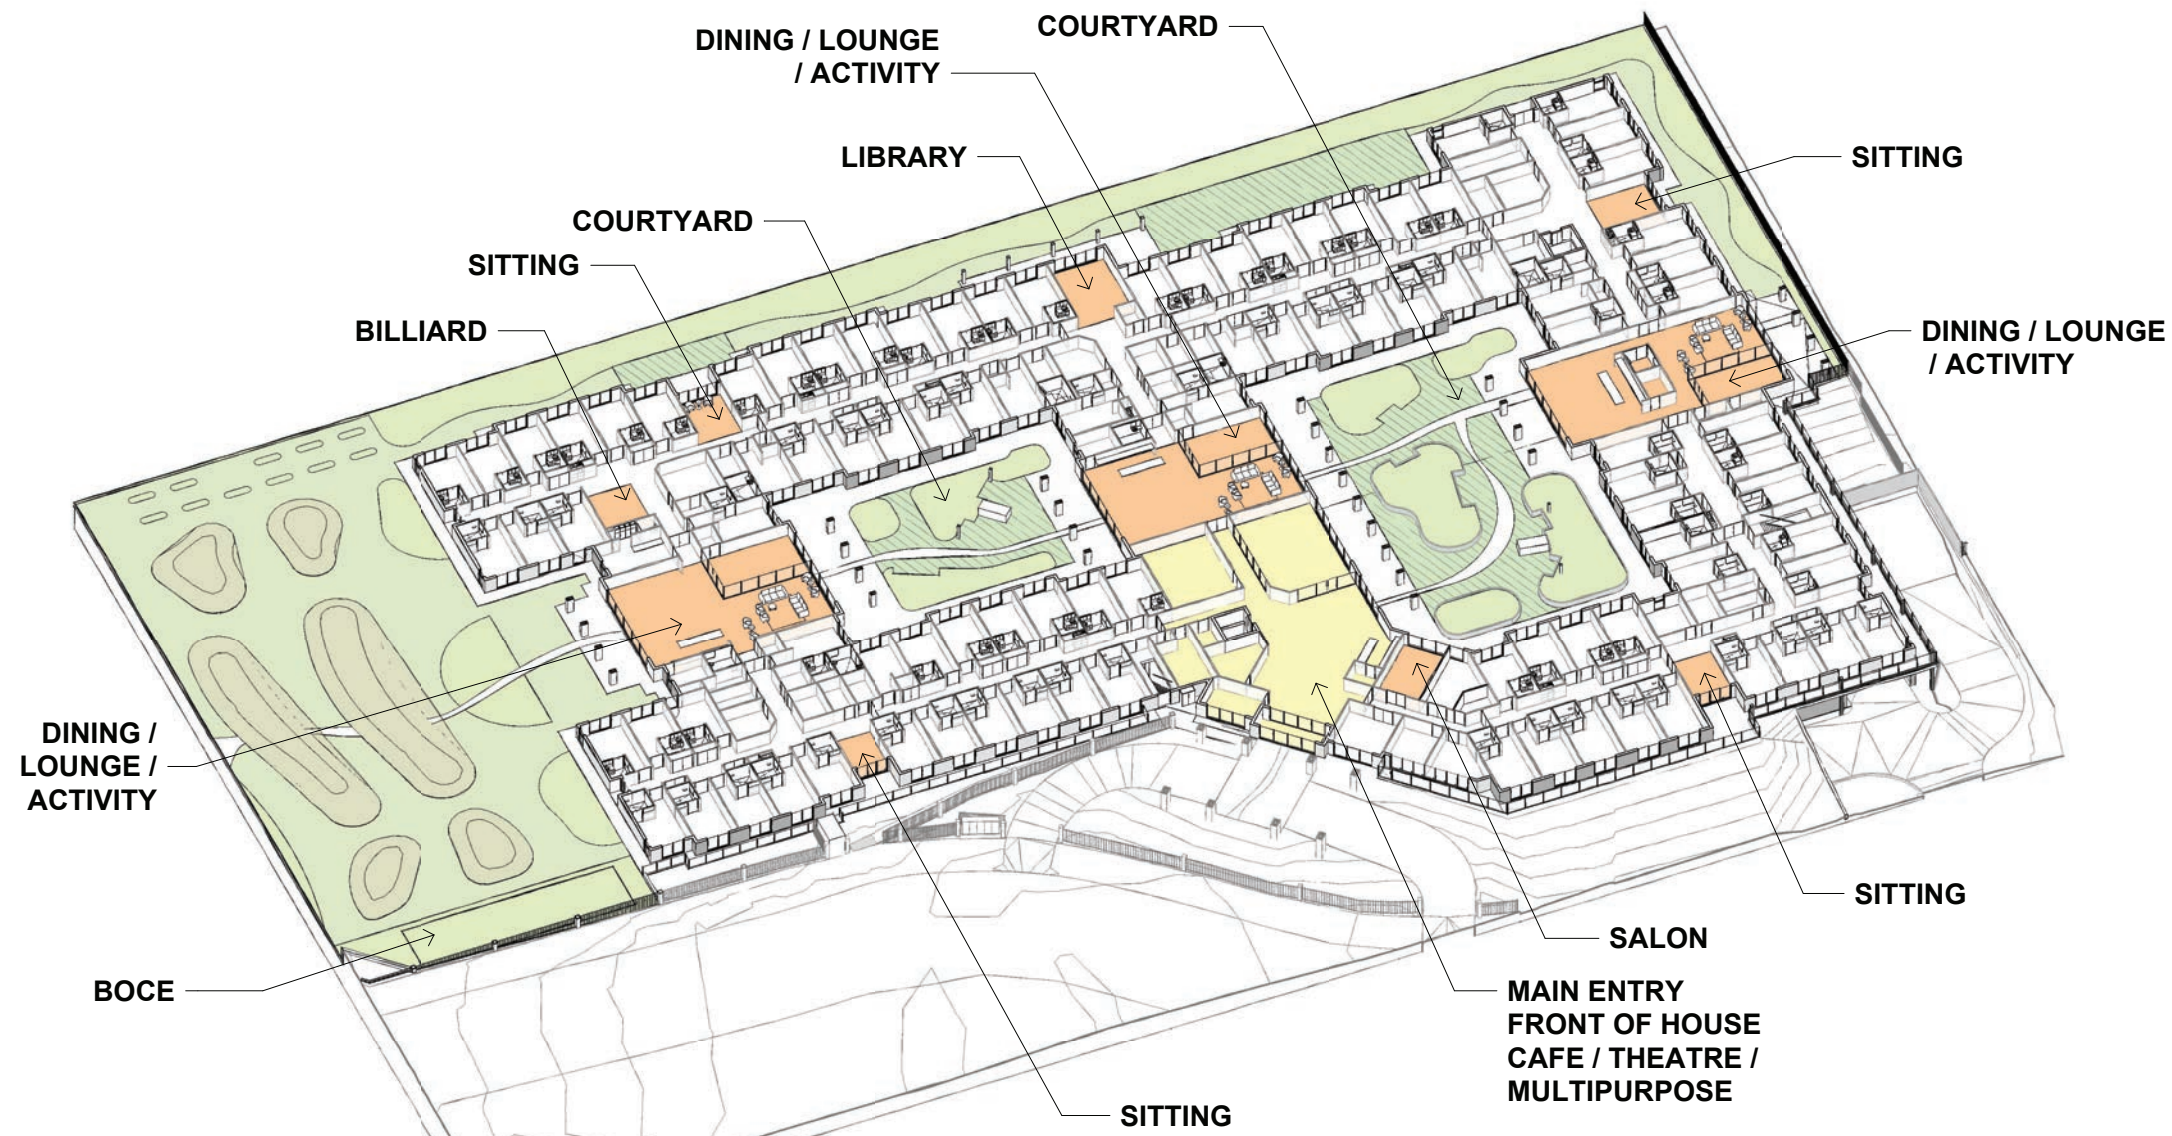 COURTYARD
DINING / LOUNGE
/ ACTIVITY
LIBRARY
SITTING
COURTYARD
SITTING
BILLIARD
DINING / LOUNGE
/ ACTIVITY
DINING /
LOUNGE /
ACTIVITY
SITTING
SALON
BOCE
MAIN ENTRY
FRONT OF HOUSE
CAFE / THEATRE /
MULTIPURPOSE
SITTING